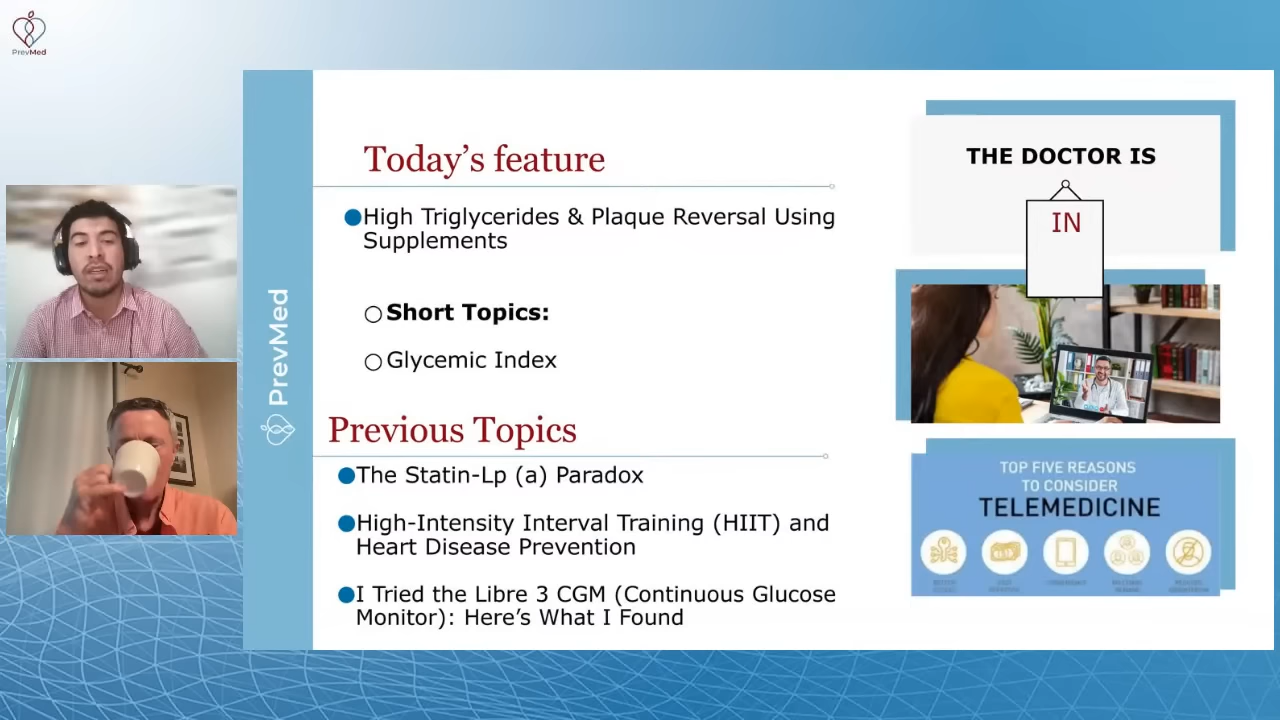 PrevMed
PrevMed
Today's feature
High Triglycerides & Plaque Reversal Using
Supplements
Short Topics:
Glycemic Index
Previous Topics
The Statin-Lp (a) Paradox
High-Intensity Interval Training (HIIT) and
Heart Disease Prevention
I Tried the Libre 3 CGM (Continuous Glucose
Monitor): Here's What I Found
THE DOCTOR IS
IN
TOP FIVE REASONS
TO CONSIDER
TELEMEDICINE